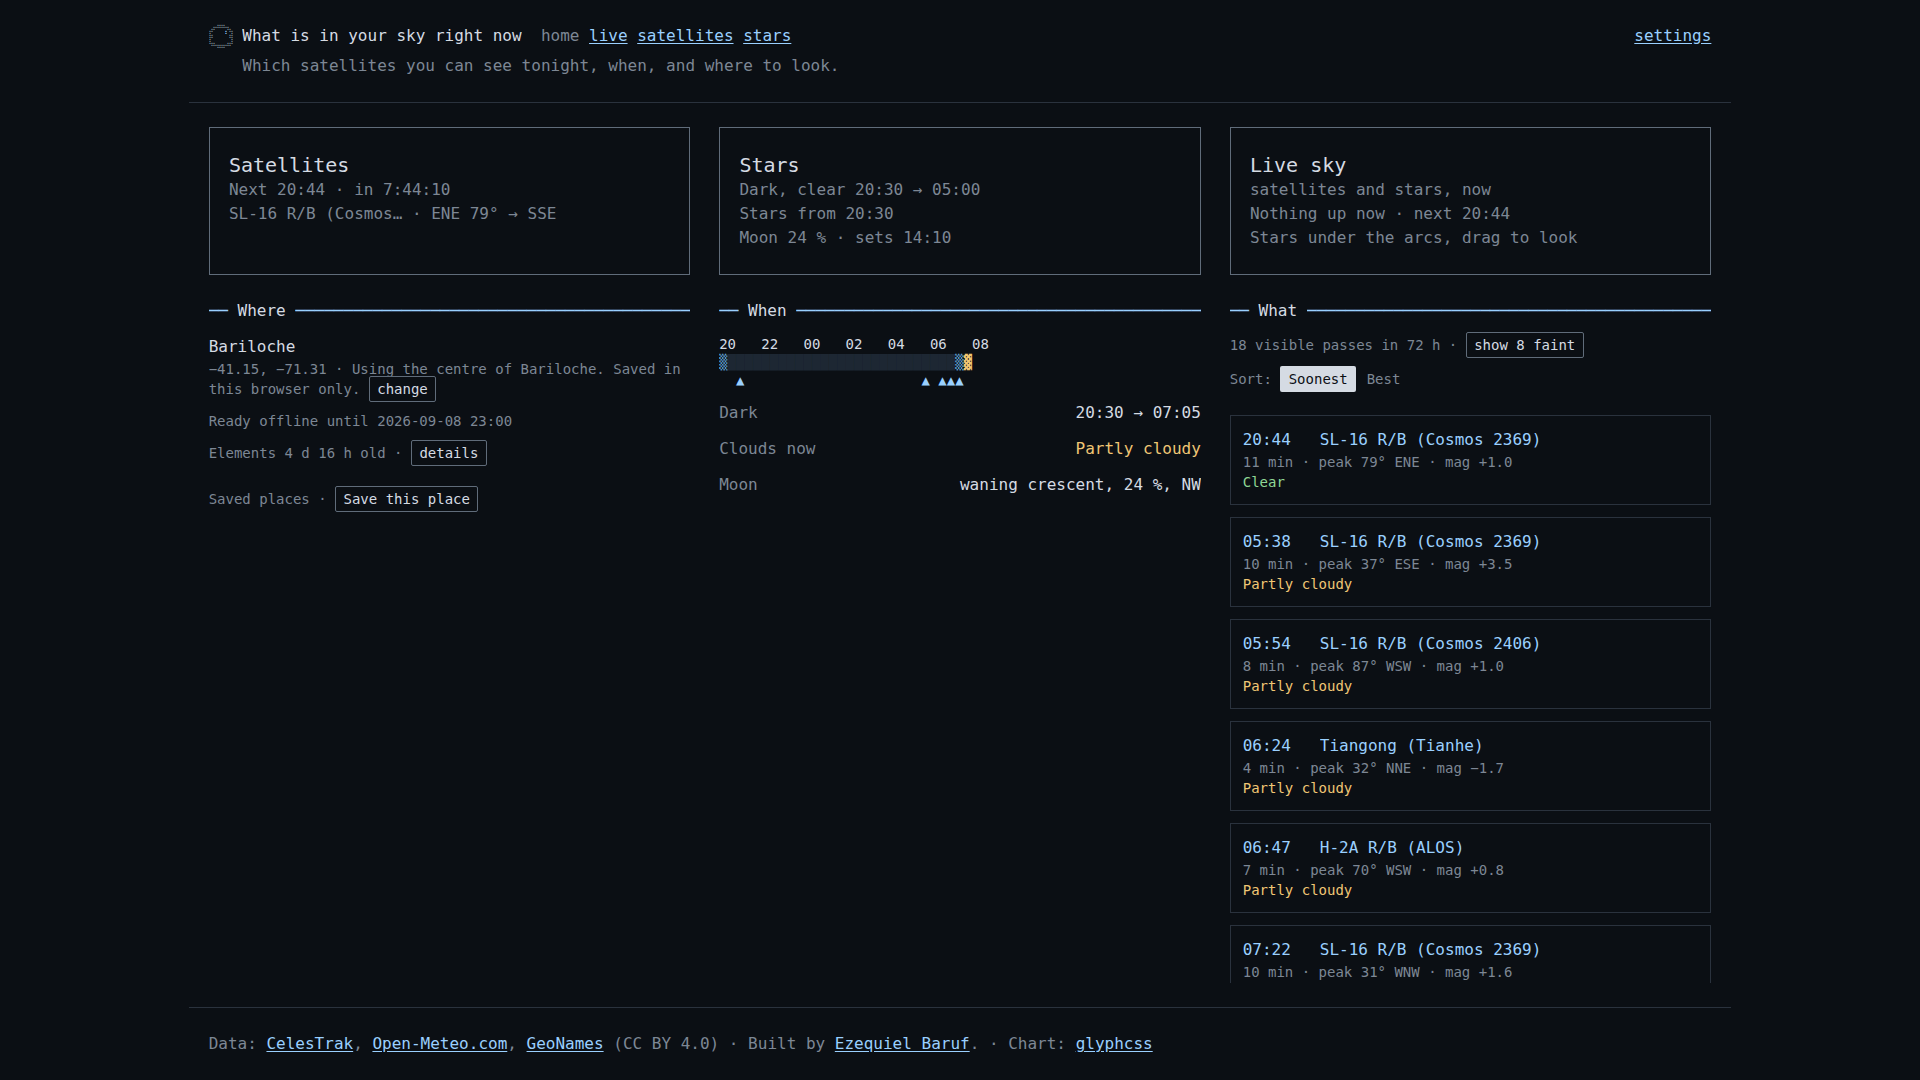 What is in your sky right now home live satellites stars settings
Which satellites you can see tonight, when, and where to look.
Satellites
Next 20:44 · in 7:44:10
SL-16 R/B (Cosmos… · ENE 79° → SSE
Stars
Dark, clear 20:30 → 05:00
Stars from 20:30
Moon 24 % · sets 14:10
Live sky
satellites and stars, now
Nothing up now · next 20:44
Stars under the arcs, drag to look
Where
Bariloche
−41.15, −71.31 · Using the centre of Bariloche. Saved in
this browser only. change
Ready offline until 2026-09-08 23:00
Elements 4 d 16 h old · details
Saved places · Save this place
When
20 22 00 02 04 06 08
Dark 20:30 → 07:05
Clouds now Partly cloudy
Moon waning crescent, 24 %, NW
What
18 visible passes in 72 h · show 8 faint
Sort: Soonest Best
20:44 SL-16 R/B (Cosmos 2369)
11 min · peak 79° ENE · mag +1.0
Clear
05:38 SL-16 R/B (Cosmos 2369)
10 min · peak 37° ESE · mag +3.5
Partly cloudy
05:54 SL-16 R/B (Cosmos 2406)
8 min · peak 87° WSW · mag +1.0
Partly cloudy
06:24 Tiangong (Tianhe)
4 min · peak 32° NNE · mag −1.7
Partly cloudy
06:47 H-2A R/B (ALOS)
7 min · peak 70° WSW · mag +0.8
Partly cloudy
07:22 SL-16 R/B (Cosmos 2369)
10 min · peak 31° WNW · mag +1.6
Data: CelesTrak, Open-Meteo.com, GeoNames (CC BY 4.0) · Built by Ezequiel Baruf. · Chart: glyphcss